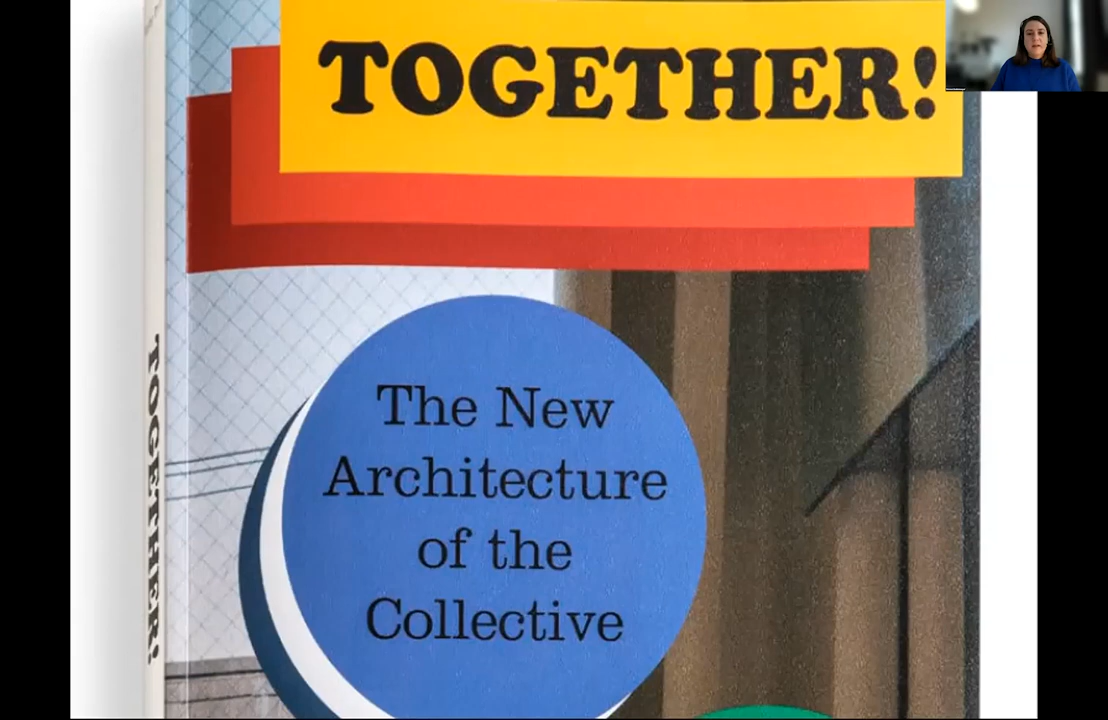 TOGETHER!
The New
Architecture
of the
Collective
TOGETHER!